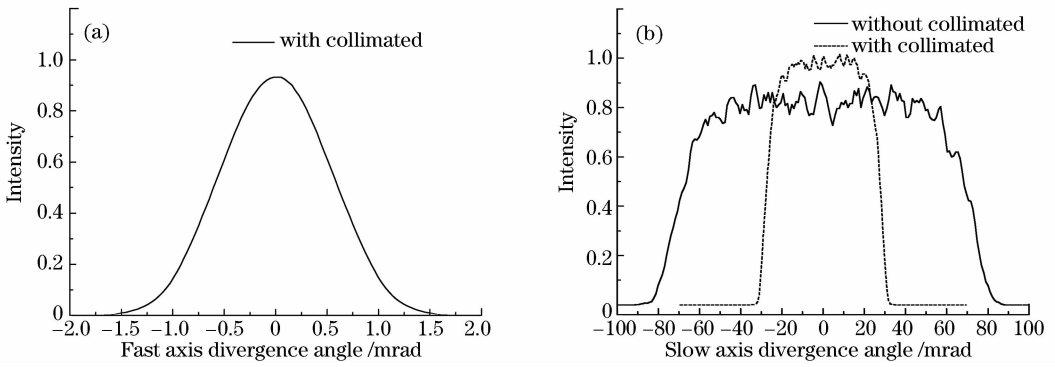 (a)
with collimated
1.0
0.8
0.6
0.4
0.2
0
Intensity
−2.0 −1.5 −1.0 −0.5 0 0.5 1.0 1.5 2.0
Fast axis divergence angle /mrad
(b)
without collimated
with collimated
1.0
0.8
0.6
0.4
0.2
0
Intensity
−100 −80 −60 −40 −20 0 20 40 60 80 100
Slow axis divergence angle /mrad